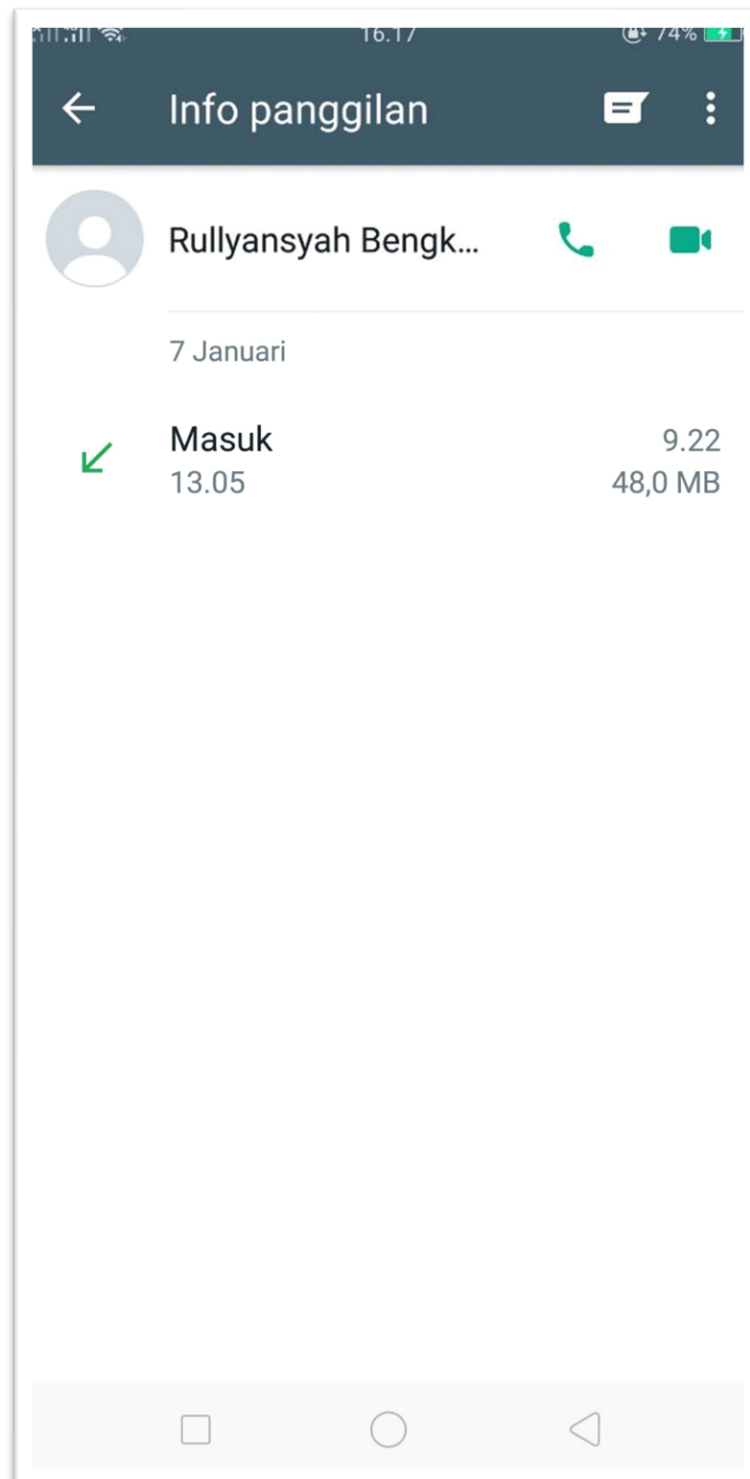 16.17 74%
Info panggilan
Rullyansyah Bengk...
7 Januari
Masuk 9.22
13.05 48,0 MB